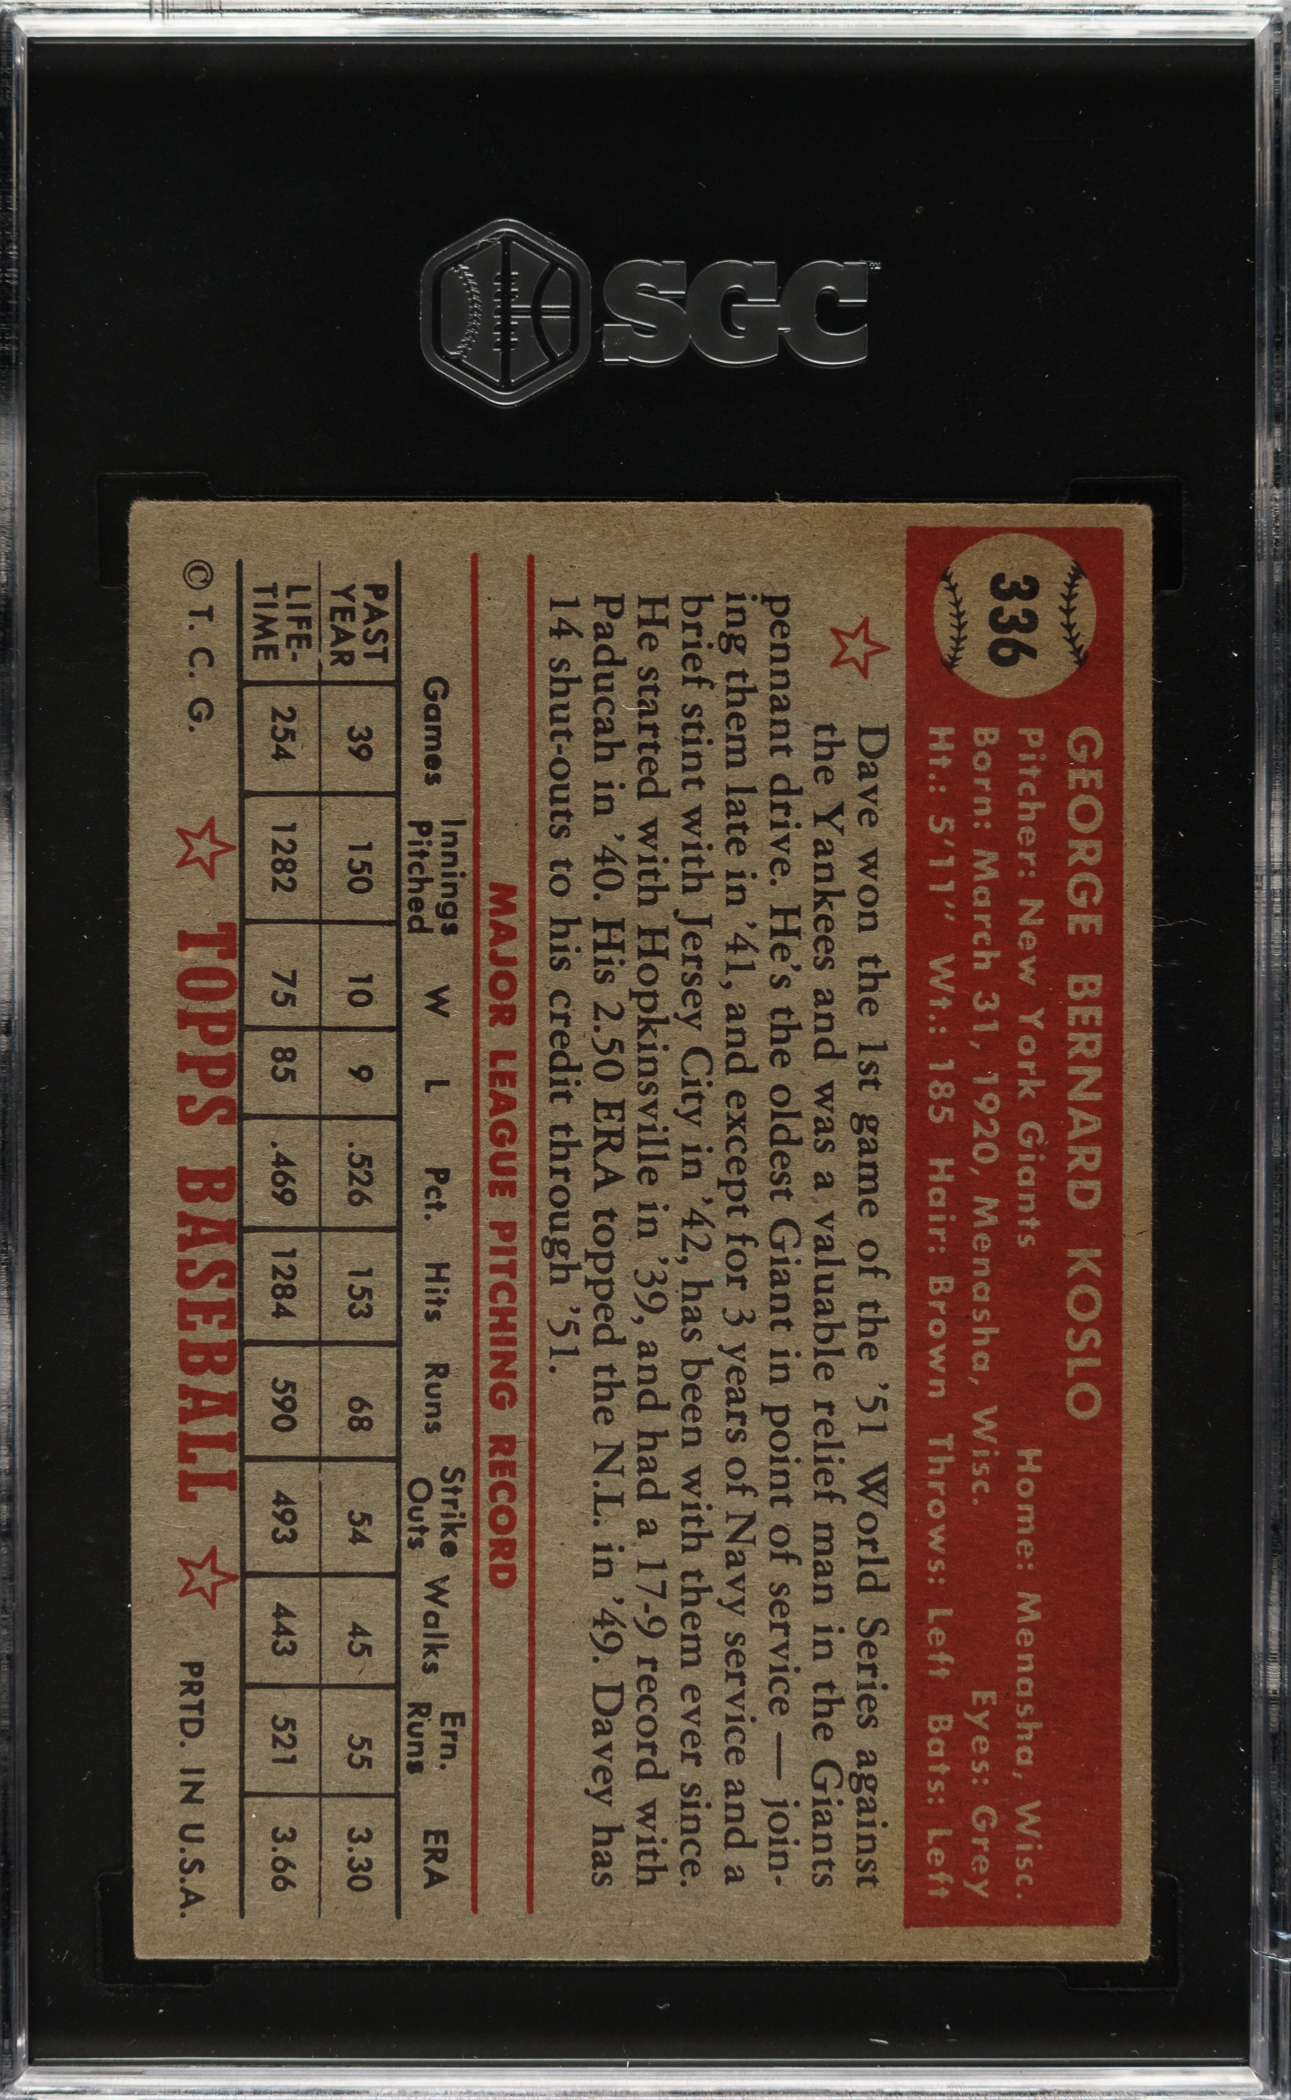 SGC
336
GEORGE BERNARD KOSLO
Pitcher: New York Giants Home: Menasha, Wisc.
Born: March 31, 1920, Menasha, Wisc. Eyes: Grey
Ht.: 5'11" Wt.: 185 Hair: Brown Throws: Left Bats: Left
Dave won the 1st game of the '51 World Series against
the Yankees and was a valuable relief man in the Giants
pennant drive. He's the oldest Giant in point of service — join-
ing them late in '41, and except for 3 years of Navy service and a
brief stint with Jersey City in '42, has been with them ever since.
He started with Hopkinsville in '39, and had a 17-9 record with
Paducah in '40. His 2.50 ERA topped the N.L. in '49. Davey has
14 shut-outs to his credit through '51.
MAJOR LEAGUE PITCHING RECORD
Games Innings Pitched W L Pct. Hits Runs Strike Outs Walks Ern. Runs ERA
PAST YEAR 39 150 10 9 .526 153 68 54 45 55 3.30
LIFE-TIME 254 1282 75 85 .469 1284 590 493 443 521 3.66
© T. C. G. TOPPS BASEBALL PRTD. IN U.S.A.